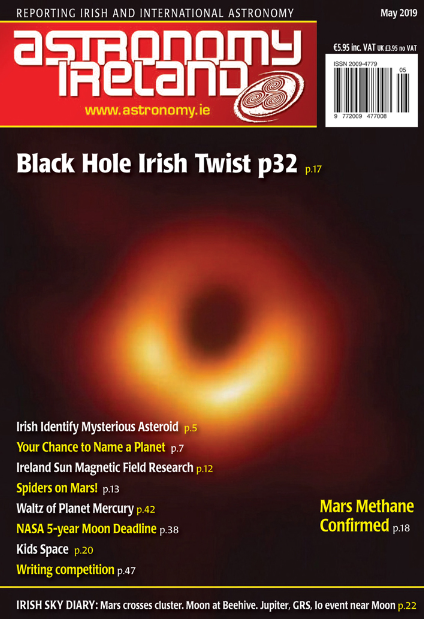 REPORTING IRISH AND INTERNATIONAL ASTRONOMY
May 2019
ASTRONOMY
IRELAND
www.astronomy.ie
€5.95 inc. VAT UK £3.95 no VAT
ISSN 2009-4779
05
9 772009 477008
Black Hole Irish Twist p32 p.17
Irish Identify Mysterious Asteroid p.5
Your Chance to Name a Planet p.7
Ireland Sun Magnetic Field Research p.12
Spiders on Mars! p.13
Waltz of Planet Mercury p.42
NASA 5-year Moon Deadline p.38
Kids Space p.20
Writing competition p.47
Mars Methane
Confirmed p.18
IRISH SKY DIARY: Mars crosses cluster. Moon at Beehive. Jupiter, GRS, Io event near Moon p.22